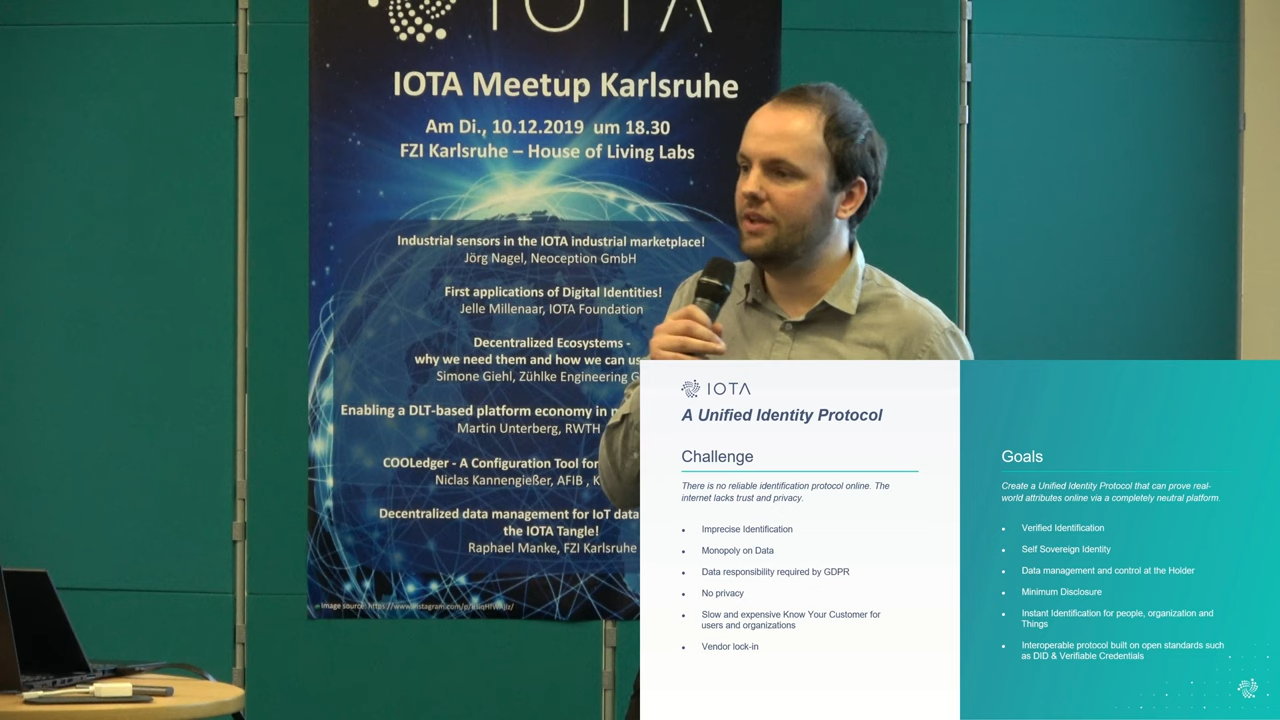 IOTA
IOTA Meetup Karlsruhe
Am Di., 10.12.2019 um 18.30
FZI Karlsruhe – House of Living Labs
Industrial sensors in the IOTA industrial marketplace!
Jörg Nagel, Neoception GmbH
First applications of Digital Identities!
Jelle Millenaar, IOTA Foundation
Decentralized Ecosystems -
why we need them and how we can us
Simone Giehl, Zühlke Engineering G
Enabling a DLT-based platform economy in
Martin Unterberg, RWTH
COOLedger - A Configuration Tool for
Niclas Kannengießer, AFIB , K
Decentralized data management for IoT data
the IOTA Tangle!
Raphael Manke, FZI Karlsruhe
Image source: https://www.instagram.com/p/
IOTA
A Unified Identity Protocol
Challenge
There is no reliable identification protocol online. The
internet lacks trust and privacy.
• Imprecise Identification
• Monopoly on Data
• Data responsibility required by GDPR
• No privacy
• Slow and expensive Know Your Customer for
users and organizations
• Vendor lock-in
Goals
Create a Unified Identity Protocol that can prove real-
world attributes online via a completely neutral platform.
• Verified Identification
• Self Sovereign Identity
• Data management and control at the Holder
• Minimum Disclosure
• Instant Identification for people, organization and
Things
• Interoperable protocol built on open standards such
as DID & Verifiable Credentials